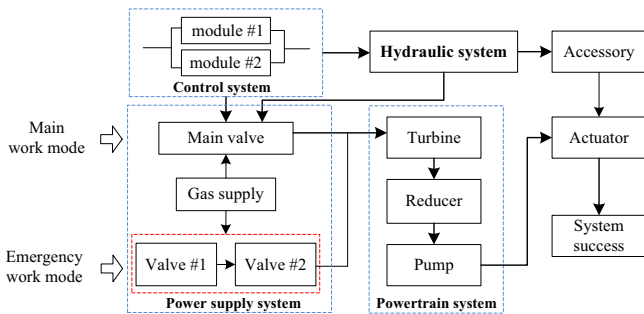 module #1
module #2
Control system
Hydraulic system
Accessory
Main
work mode
Main valve
Turbine
Actuator
Gas supply
Reducer
System
success
Emergency
work mode
Valve #1
Valve #2
Pump
Power supply system
Powertrain system